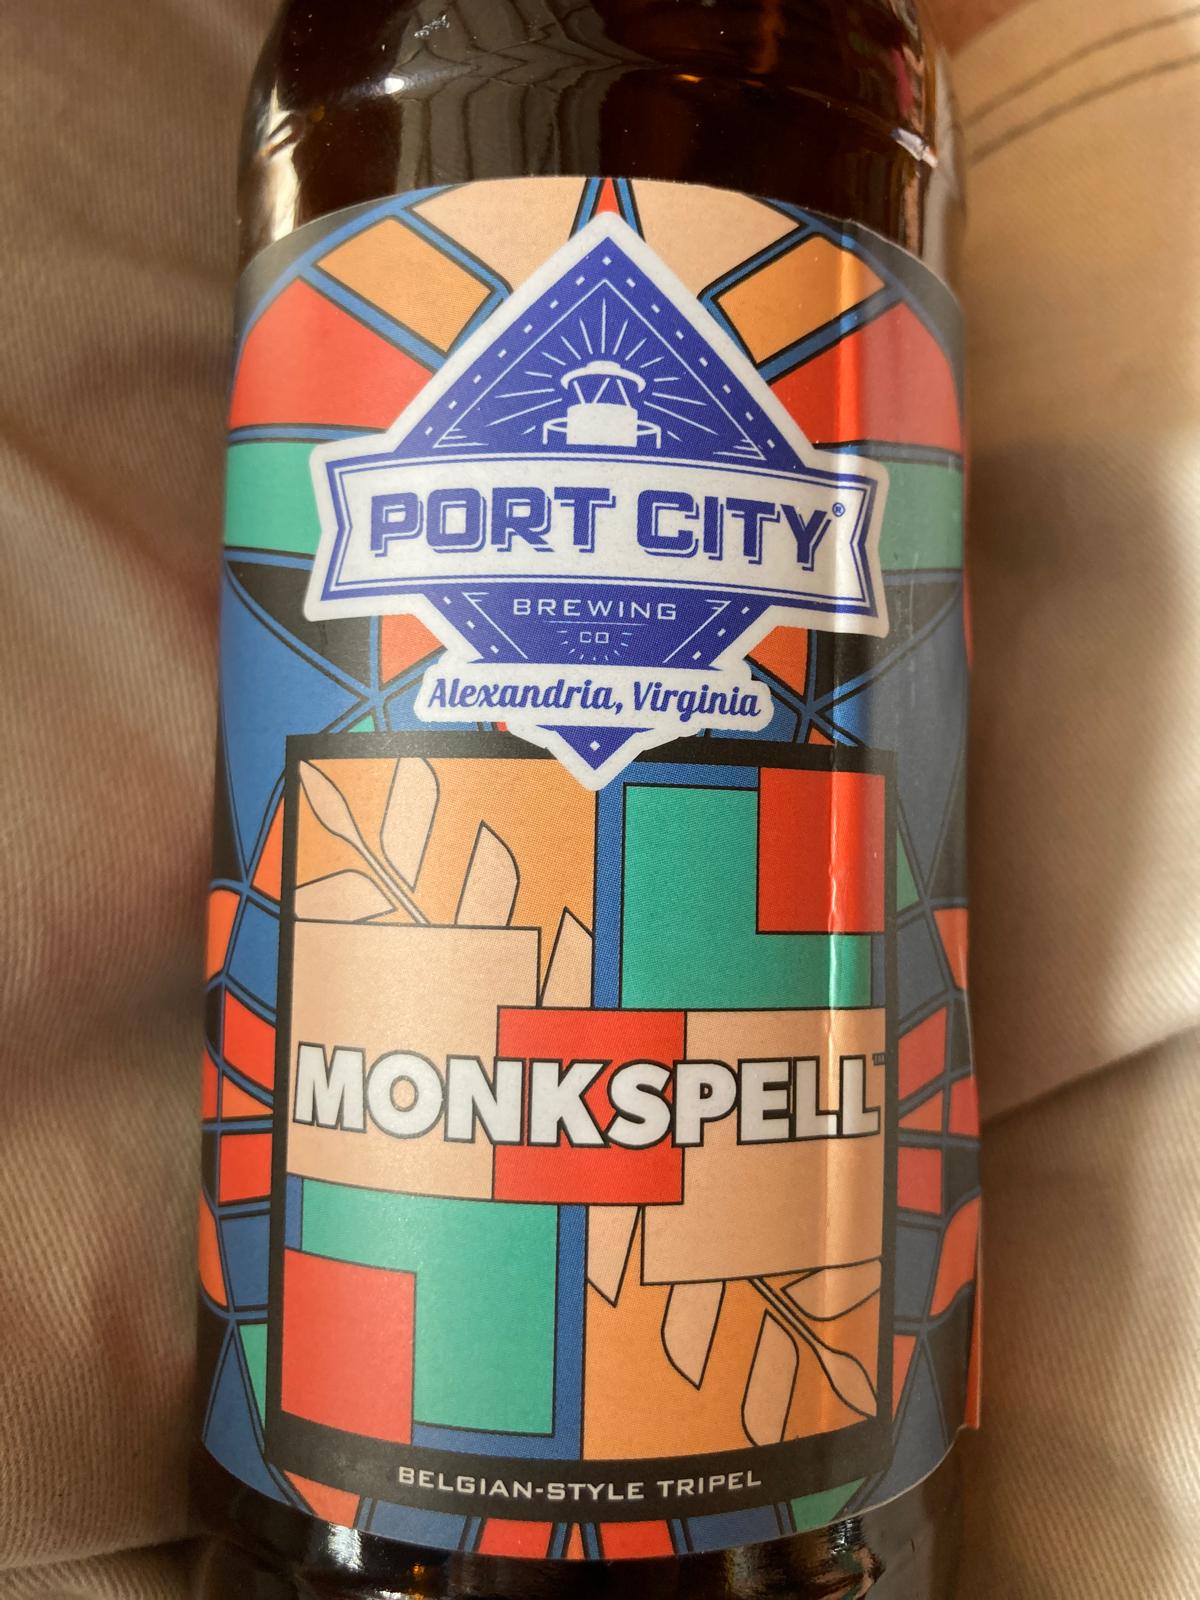 PORT CITY®
BREWING
CO
Alexandria, Virginia
MONKSPELL™
BELGIAN-STYLE TRIPEL